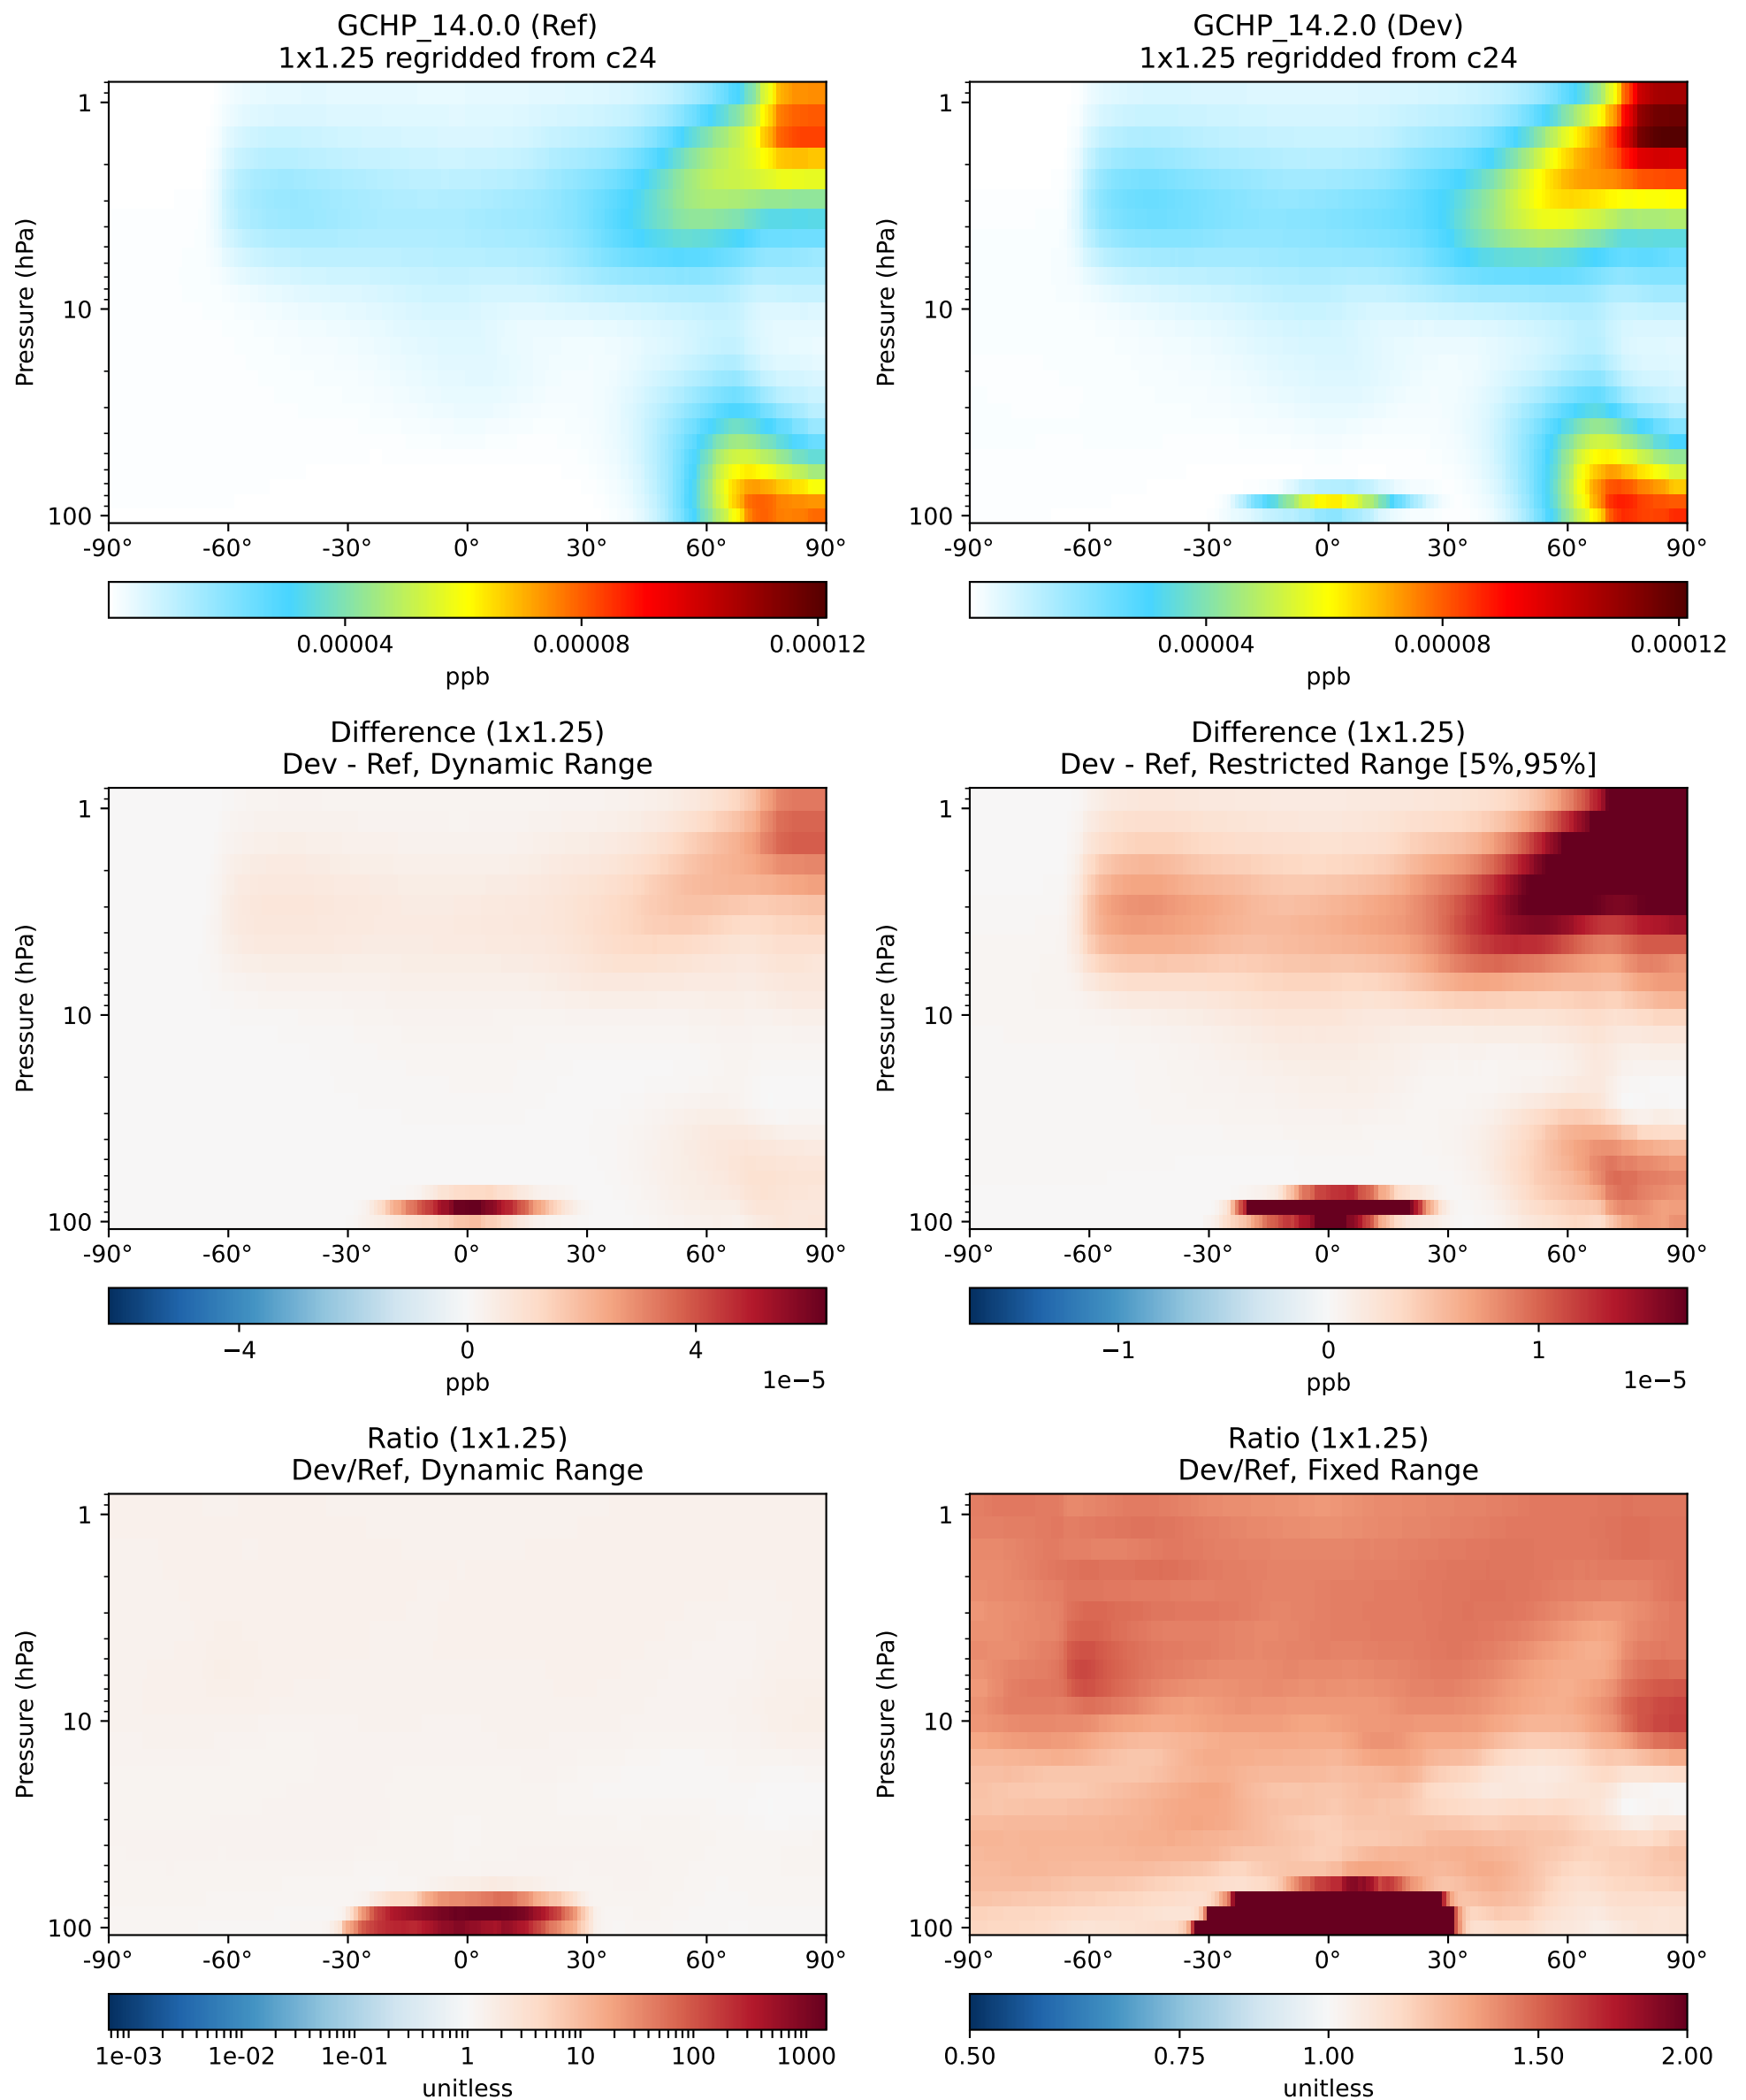 GCHP_14.0.0 (Ref)
1x1.25 regridded from c24
GCHP_14.2.0 (Dev)
1x1.25 regridded from c24
Pressure (hPa)
1
10
100
-90° -60° -30° 0° 30° 60° 90°
0.00004 0.00008 0.00012
ppb
Pressure (hPa)
1
10
100
-90° -60° -30° 0° 30° 60° 90°
0.00004 0.00008 0.00012
ppb
Difference (1x1.25)
Dev - Ref, Dynamic Range
Pressure (hPa)
1
10
100
-90° -60° -30° 0° 30° 60° 90°
−4 0 4
1e−5
ppb
Difference (1x1.25)
Dev - Ref, Restricted Range [5%,95%]
Pressure (hPa)
1
10
100
-90° -60° -30° 0° 30° 60° 90°
−1 0 1
1e−5
ppb
Ratio (1x1.25)
Dev/Ref, Dynamic Range
Pressure (hPa)
1
10
100
-90° -60° -30° 0° 30° 60° 90°
1e-03 1e-02 1e-01 1 10 100 1000
unitless
Ratio (1x1.25)
Dev/Ref, Fixed Range
Pressure (hPa)
1
10
100
-90° -60° -30° 0° 30° 60° 90°
0.50 0.75 1.00 1.50 2.00
unitless